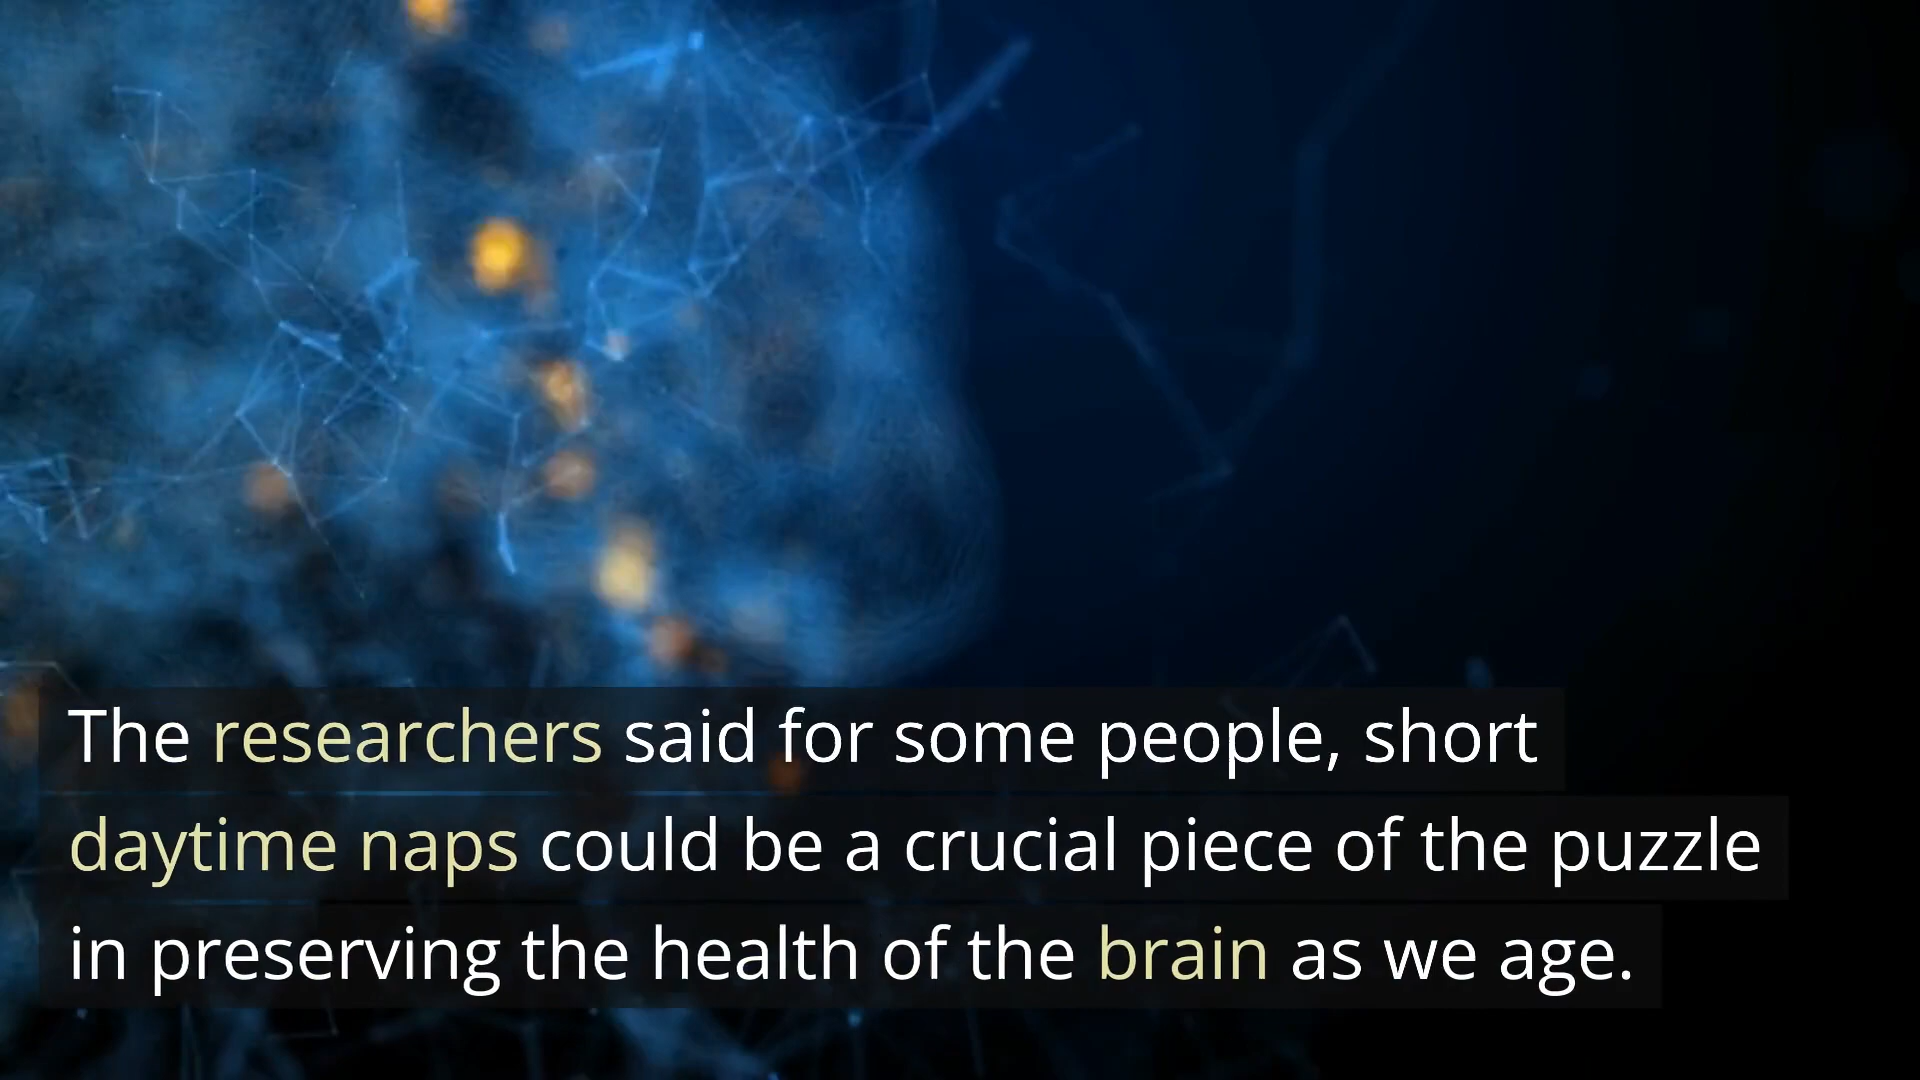 The researchers said for some people, short
daytime naps could be a crucial piece of the puzzle
in preserving the health of the brain as we age.